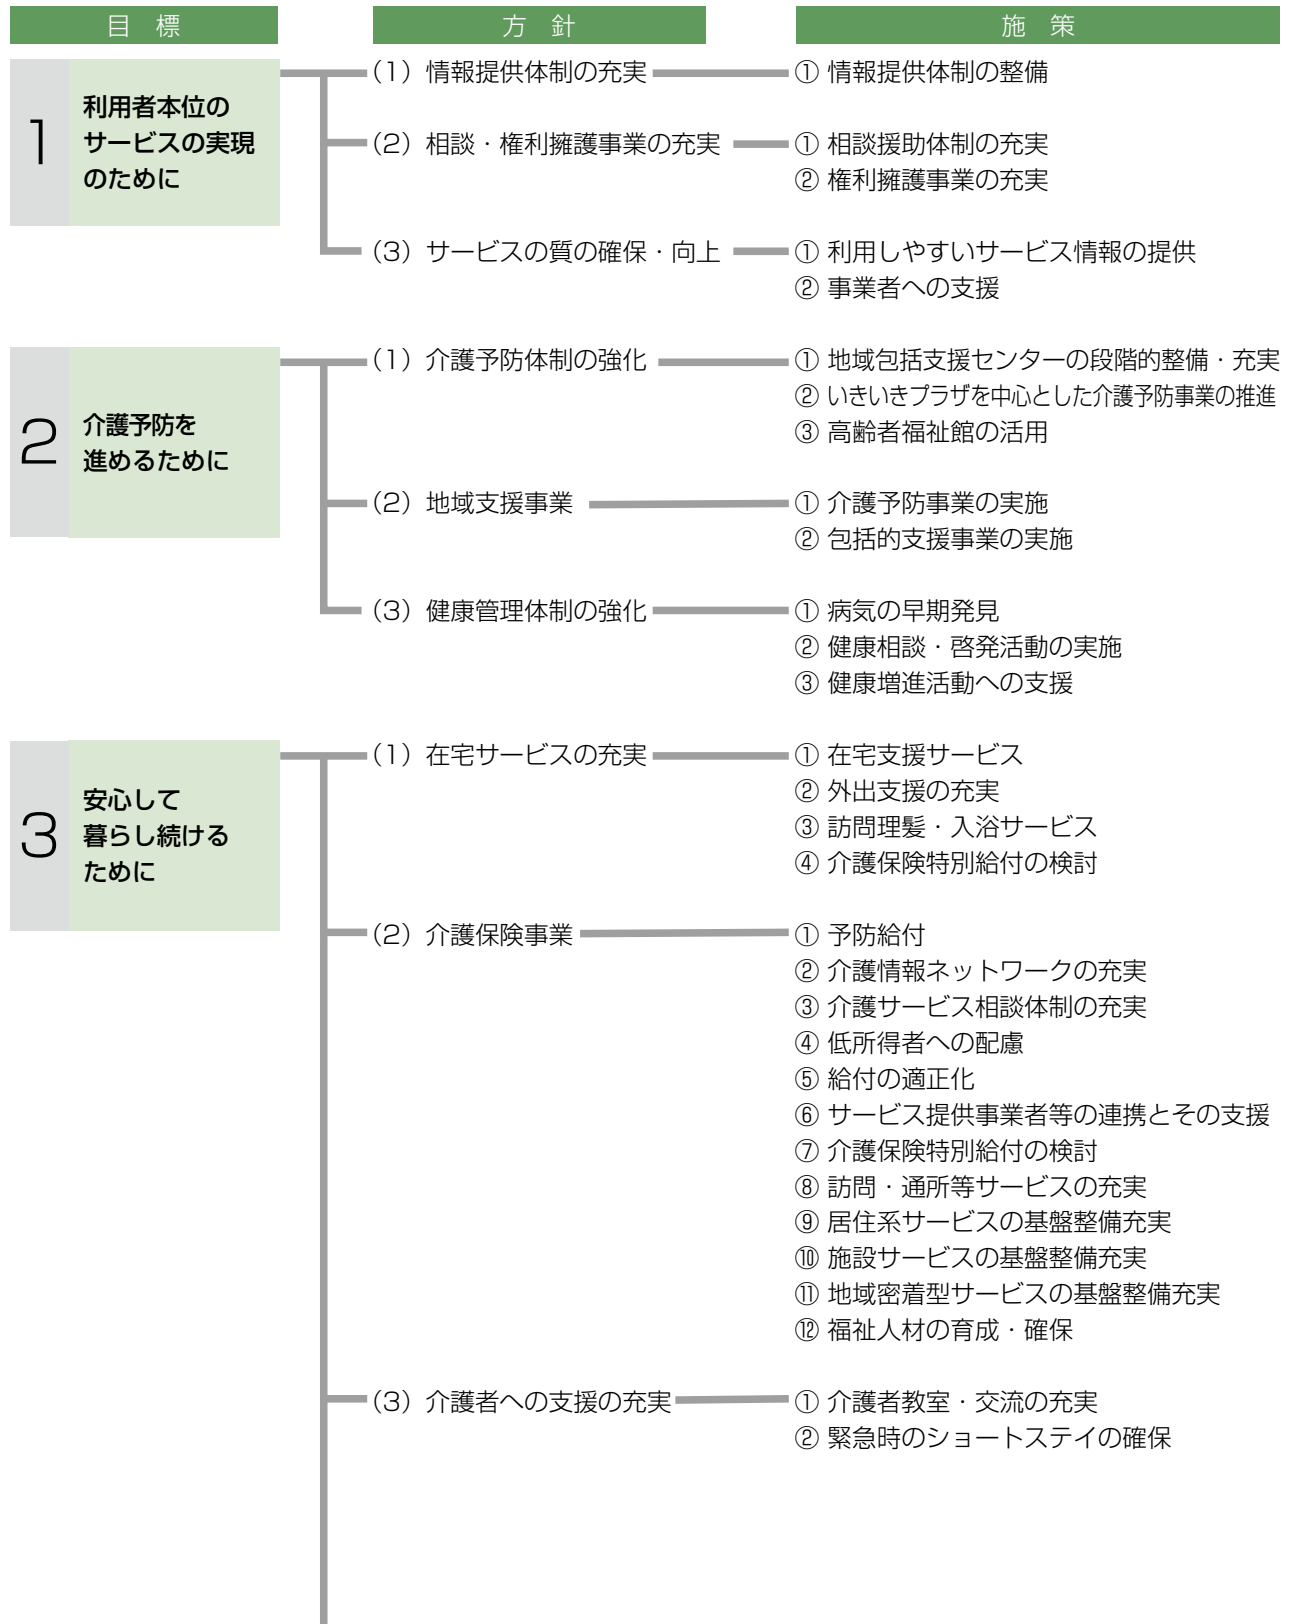 目 標
方 針
施 策
1
利用者本位の
サービスの実現
のために
(1) 情報提供体制の充実
① 情報提供体制の整備
(2) 相談・権利擁護事業の充実
① 相談援助体制の充実
② 権利擁護事業の充実
(3) サービスの質の確保・向上
① 利用しやすいサービス情報の提供
② 事業者への支援
2
介護予防を
進めるために
(1) 介護予防体制の強化
① 地域包括支援センターの段階的整備・充実
② いきいきプラザを中心とした介護予防事業の推進
③ 高齢者福祉館の活用
(2) 地域支援事業
① 介護予防事業の実施
② 包括的支援事業の実施
(3) 健康管理体制の強化
① 病気の早期発見
② 健康相談・啓発活動の実施
③ 健康増進活動への支援
3
安心して
暮らし続ける
ために
(1) 在宅サービスの充実
① 在宅支援サービス
② 外出支援の充実
③ 訪問理髪・入浴サービス
④ 介護保険特別給付の検討
(2) 介護保険事業
① 予防給付
② 介護情報ネットワークの充実
③ 介護サービス相談体制の充実
④ 低所得者への配慮
⑤ 給付の適正化
⑥ サービス提供事業者等の連携とその支援
⑦ 介護保険特別給付の検討
⑧ 訪問・通所等サービスの充実
⑨ 居住系サービスの基盤整備充実
⑩ 施設サービスの基盤整備充実
⑪ 地域密着型サービスの基盤整備充実
⑫ 福祉人材の育成・確保
(3) 介護者への支援の充実
① 介護者教室・交流の充実
② 緊急時のショートステイの確保